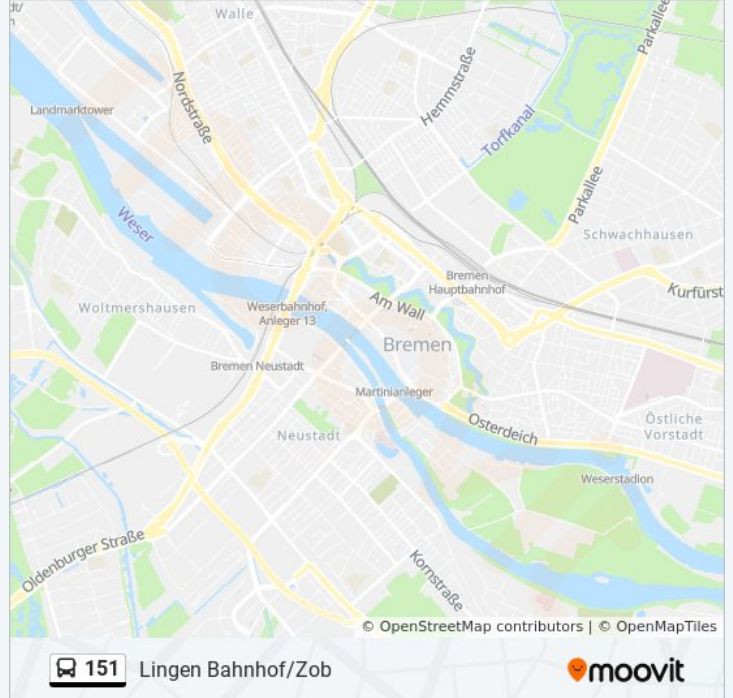 dt/
Walle
Parkallee
Nordstraße
Hemmstraße
Landmarktower
Torfkanal
Parkallee
Weser
Schwachhausen
Bremen
Hauptbahnhof
Kurfürst
Woltmershausen
Weserbahnhof,
Anleger 13
Am Wall
Bremen
Bremen Neustadt
Martinianleger
Neustadt
Osterdeich
Östliche
Vorstadt
Weserstadion
Oldenburger Straße
Kornstraße
© OpenStreetMap contributors | © OpenMapTiles
151 Lingen Bahnhof/Zob
moovit